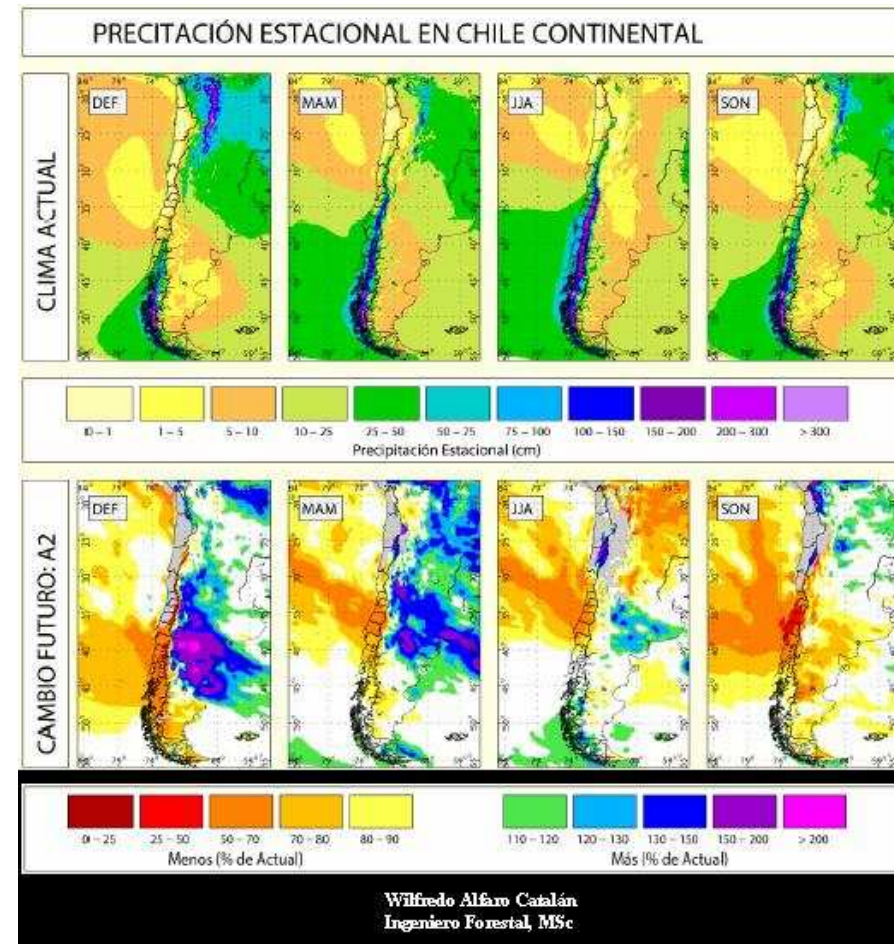 PRECITACIÓN ESTACIONAL EN CHILE CONTINENTAL
CLIMA ACTUAL
DEF MAM JJA SON
0 – 1 1 – 5 5 – 10 10 – 25 25 – 50 50 – 75 75 – 100 100 – 150 150 – 200 200 – 300 > 300
Precipitación Estacional (cm)
CAMBIO FUTURO: A2
DEF MAM JJA SON
0 – 25 25 – 50 50 – 70 70 – 80 80 – 90 110 – 120 120 – 130 130 – 150 150 – 200 > 200
Menos (% de Actual) Más (% de Actual)
Wilfredo Alfaro Catalán
Ingeniero Forestal, MSc